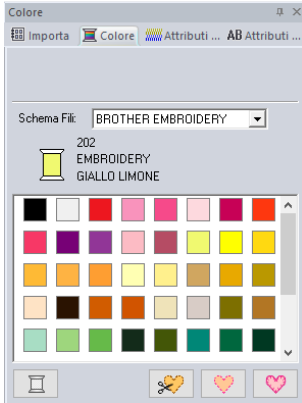 Colore
Importa Colore Attributi ... AB Attributi ...
Schema Fili: BROTHER EMBROIDERY
202
EMBROIDERY
GIALLO LIMONE